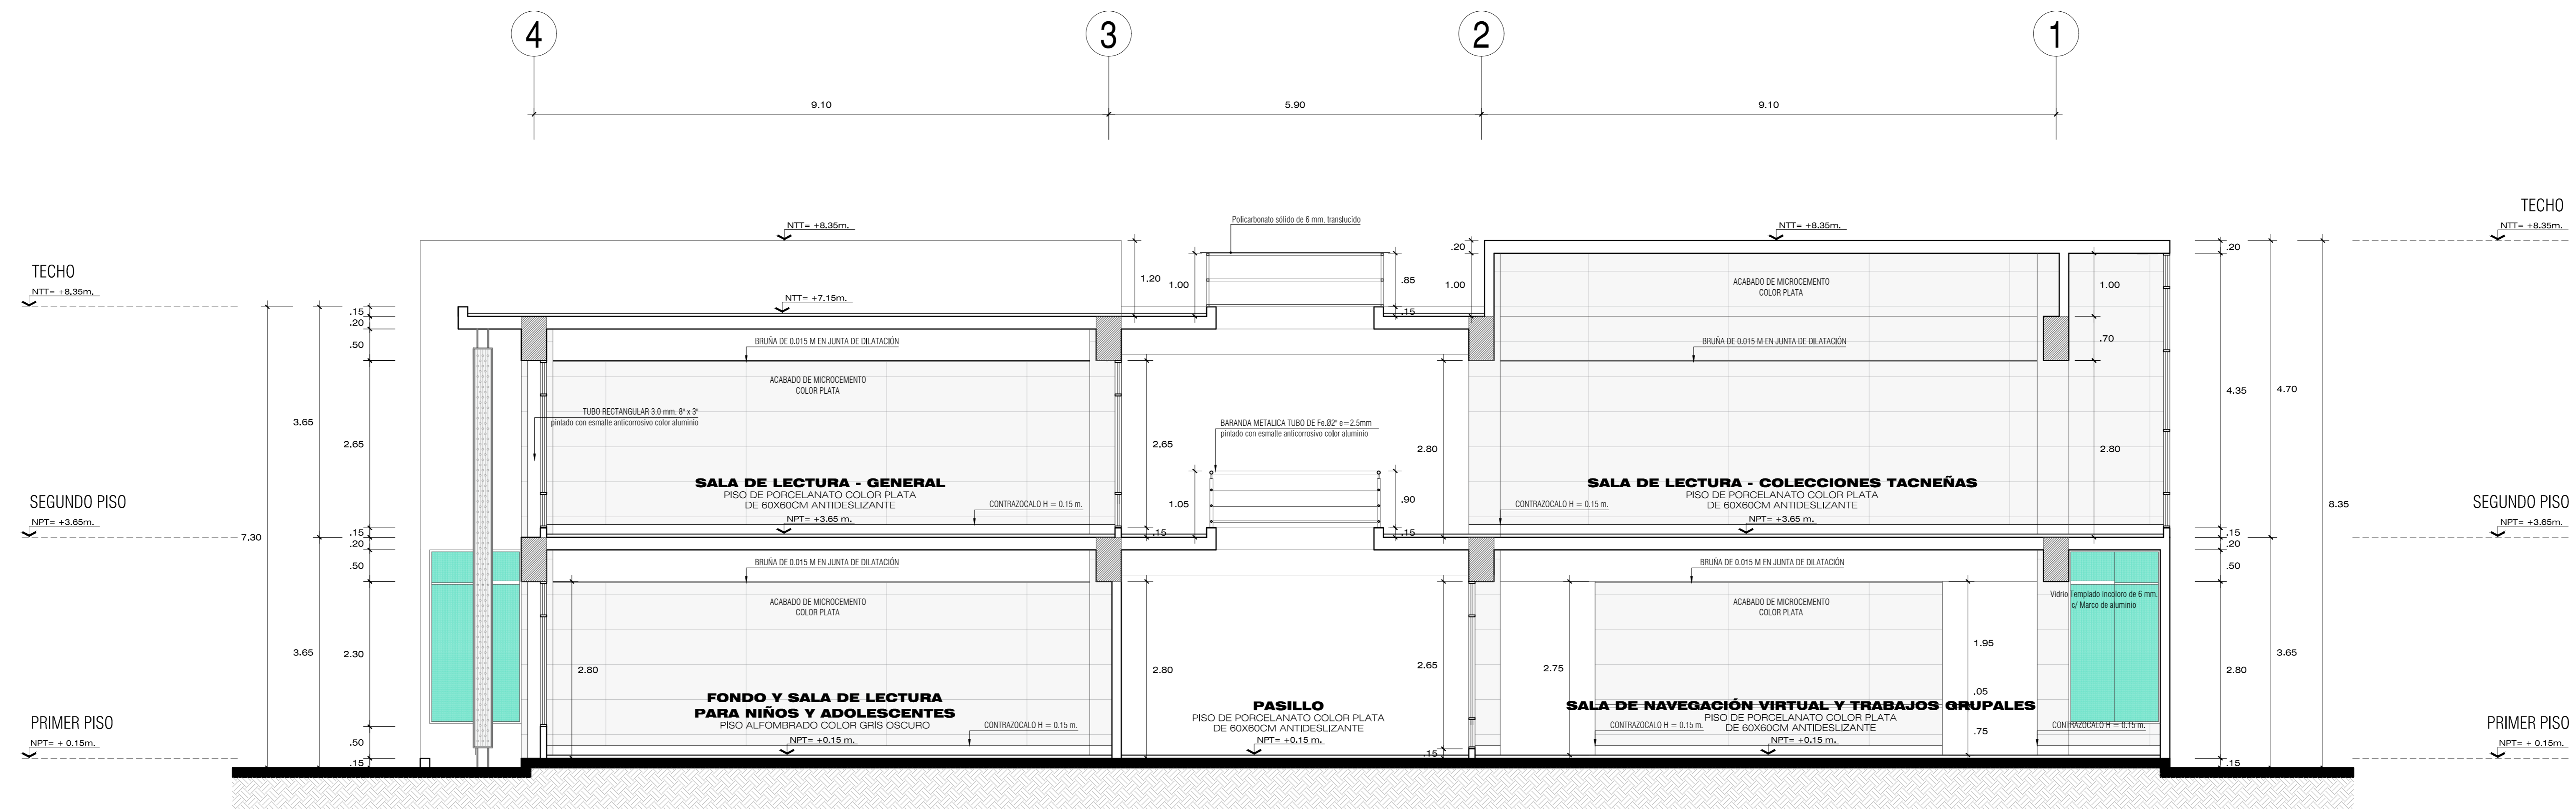 4
3
2
1
9.10
5.90
9.10
TECHO
NTT= +8.35m.
TECHO
NTT= +8,35m.
SEGUNDO PISO
NPT= +3.65m.
PRIMER PISO
NPT= + 0.15m.
7.30
3.65
3.65
.15
.20
.50
2.65
.15
.20
.50
2.30
.50
.15
NTT= +8.35m.
NTT= +7.15m.
BRUÑA DE 0.015 M EN JUNTA DE DILATACIÓN
ACABADO DE MICROCEMENTO
COLOR PLATA
TUBO RECTANGULAR 3.0 mm. 8" x 3"
pintado con esmalte anticorrosivo color aluminio
SALA DE LECTURA - GENERAL
PISO DE PORCELANATO COLOR PLATA
DE 60X60CM ANTIDESLIZANTE
NPT= +3.65 m.
CONTRAZOCALO H = 0.15 m.
BRUÑA DE 0.015 M EN JUNTA DE DILATACIÓN
ACABADO DE MICROCEMENTO
COLOR PLATA
2.80
FONDO Y SALA DE LECTURA
PARA NIÑOS Y ADOLESCENTES
PISO ALFOMBRADO COLOR GRIS OSCURO
NPT= +0.15 m.
CONTRAZOCALO H = 0.15 m.
Policarbonato sólido de 6 mm. translucido
1.20
1.00
.85
.15
.20
1.00
2.65
.15
1.05
BARANDA METALICA TUBO DE Fe.Ø2" e=2.5mm
pintado con esmalte anticorrosivo color aluminio
.90
.15
2.80
2.80
2.65
.15
PASILLO
PISO DE PORCELANATO COLOR PLATA
DE 60X60CM ANTIDESLIZANTE
NPT= +0.15 m.
NTT= +8.35m.
ACABADO DE MICROCEMENTO
COLOR PLATA
BRUÑA DE 0.015 M EN JUNTA DE DILATACIÓN
SALA DE LECTURA - COLECCIONES TACNEÑAS
PISO DE PORCELANATO COLOR PLATA
DE 60X60CM ANTIDESLIZANTE
NPT= +3.65 m.
CONTRAZOCALO H = 0.15 m.
1.00
.70
2.80
BRUÑA DE 0.015 M EN JUNTA DE DILATACIÓN
ACABADO DE MICROCEMENTO
COLOR PLATA
2.75
1.95
.05
.75
SALA DE NAVEGACIÓN VIRTUAL Y TRABAJOS GRUPALES
PISO DE PORCELANATO COLOR PLATA
DE 60X60CM ANTIDESLIZANTE
NPT= +0.15 m.
CONTRAZOCALO H = 0.15 m.
CONTRAZOCALO H = 0.15 m.
Vidrio Templado incoloro de 6 mm.
c/ Marco de aluminio
.20
4.35
.15
.20
.50
2.80
.15
4.70
3.65
8.35
SEGUNDO PISO
NPT= +3.65m.
PRIMER PISO
NPT= + 0.15m.